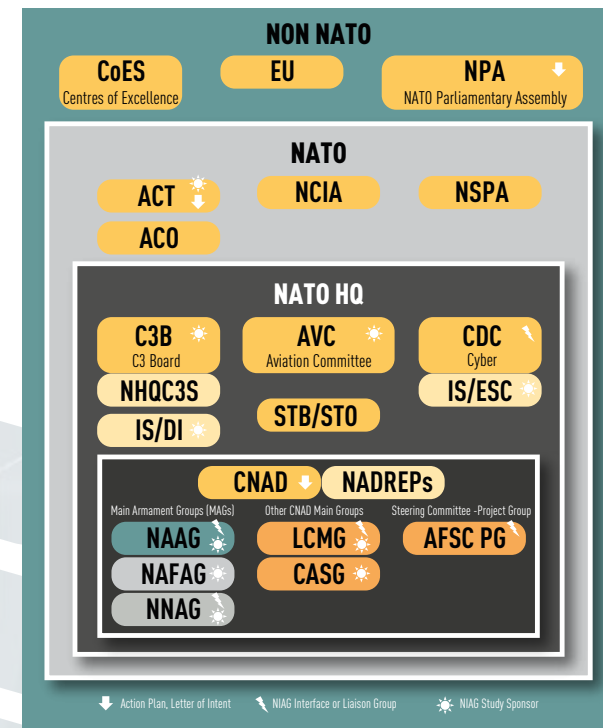 NON NATO
CoES
Centres of Excellence
EU
NPA
NATO Parliamentary Assembly
NATO
ACT
NCIA
NSPA
ACO
NATO HQ
C3B
C3 Board
AVC
Aviation Committee
CDC
Cyber
NHQC3S
IS/ESC
IS/DI
STB/STO
CNAD
NADREPs
Main Armament Groups (MAGs)
Other CNAD Main Groups
Steering Committee -Project Group
NAAG
LCMG
AFSC PG
NAFAG
CASG
NNAG
Action Plan, Letter of Intent
NIAG Interface or Liaison Group
NIAG Study Sponsor